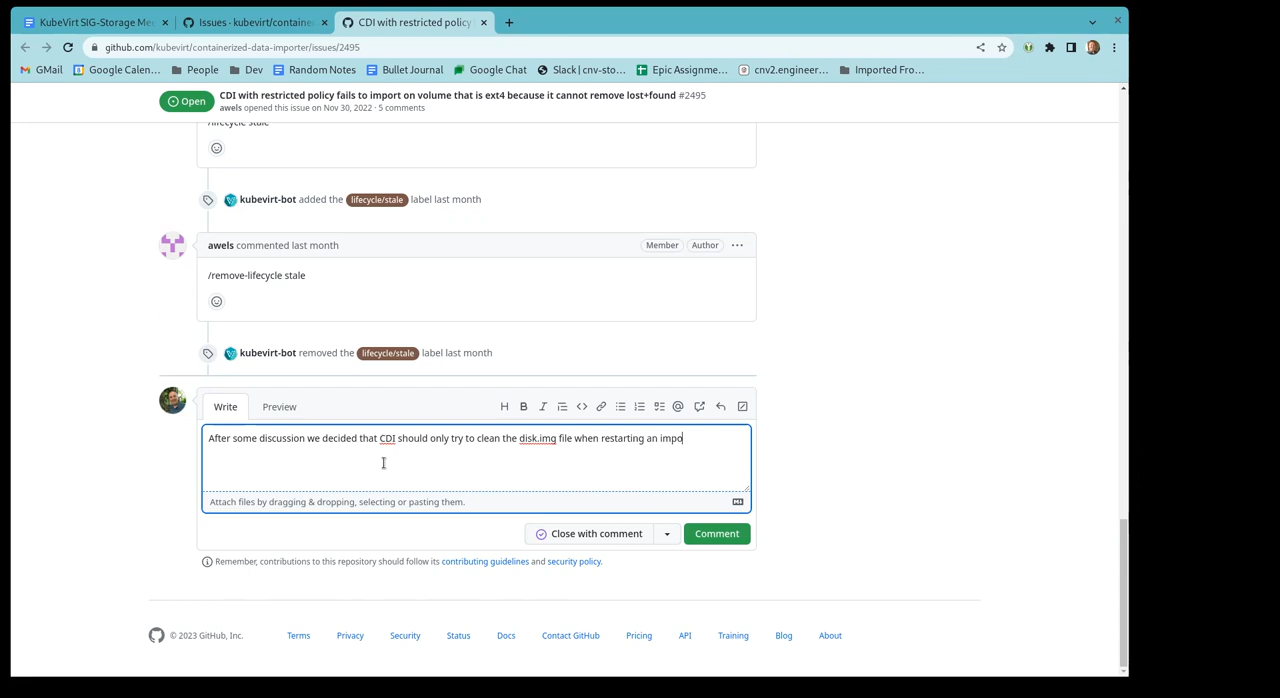 KubeVirt SIG-Storage Me
Issues · kubevirt/containe
CDI with restricted policy
github.com/kubevirt/containerized-data-importer/issues/2495
GMail
Google Calen...
People
Dev
Random Notes
Bullet Journal
Google Chat
Slack | cnv-sto...
Epic Assignme...
cnv2.engineer...
Imported Fro...
Open
CDI with restricted policy fails to import on volume that is ext4 because it cannot remove lost+found #2495
awels opened this issue on Nov 30, 2022 · 5 comments
/lifecycle stale
kubevirt-bot added the lifecycle/stale label last month
awels commented last month
Member
Author
/remove-lifecycle stale
kubevirt-bot removed the lifecycle/stale label last month
Write
Preview
After some discussion we decided that CDI should only try to clean the disk.img file when restarting an impo
Attach files by dragging & dropping, selecting or pasting them.
Close with comment
Comment
Remember, contributions to this repository should follow its contributing guidelines and security policy.
© 2023 GitHub, Inc.
Terms
Privacy
Security
Status
Docs
Contact GitHub
Pricing
API
Training
Blog
About